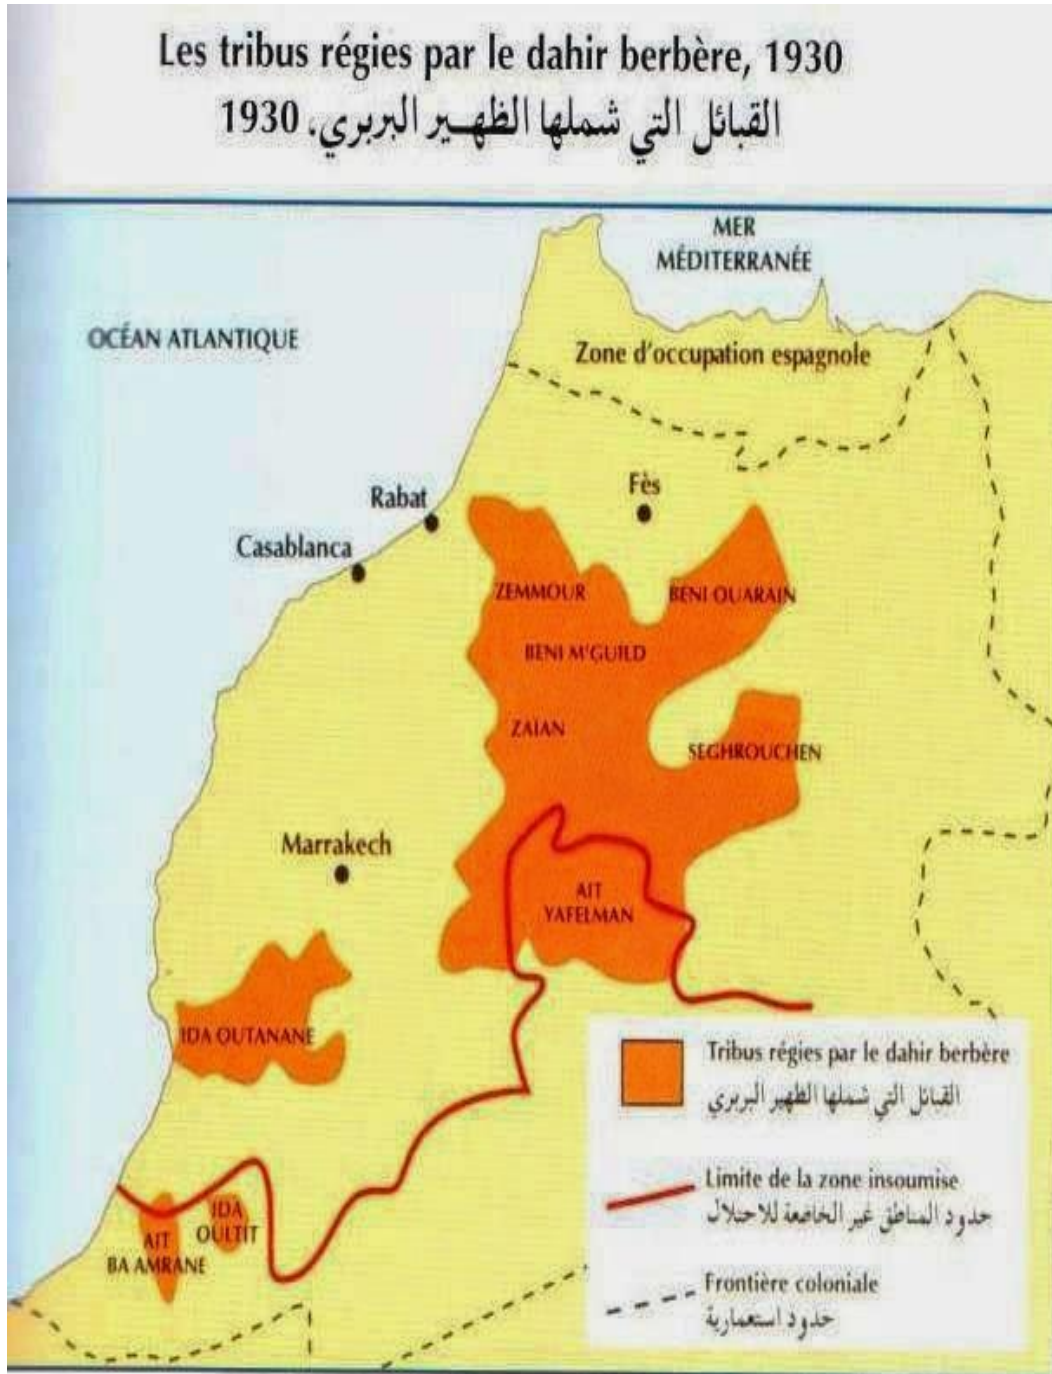 Les tribus régies par le dahir berbère, 1930
القبائل التي شملها الظهير البربري، 1930
MER
MÉDITERRANÉE
OCÉAN ATLANTIQUE
Zone d'occupation espagnole
Fès
Rabat
Casablanca
ZEMMOUR
BENI OUARAIN
BENI M'GUILD
ZAIAN
SEGHROUCHEN
Marrakech
AIT
YAFELMAN
IDA OUTANANE
Tribus régies par le dahir berbère
القبائل التي شملها الظهير البربري
Limite de la zone insoumise
حدود المناطق غير الخاضعة للاحتلال
IDA
OULTIT
AIT
BA AMRANE
Frontière coloniale
حدود استعمارية